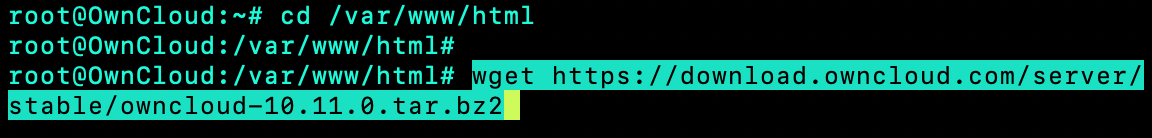 root@OwnCloud:~# cd /var/www/html
root@OwnCloud:/var/www/html#
root@OwnCloud:/var/www/html# wget https://download.owncloud.com/server/
stable/owncloud-10.11.0.tar.bz2